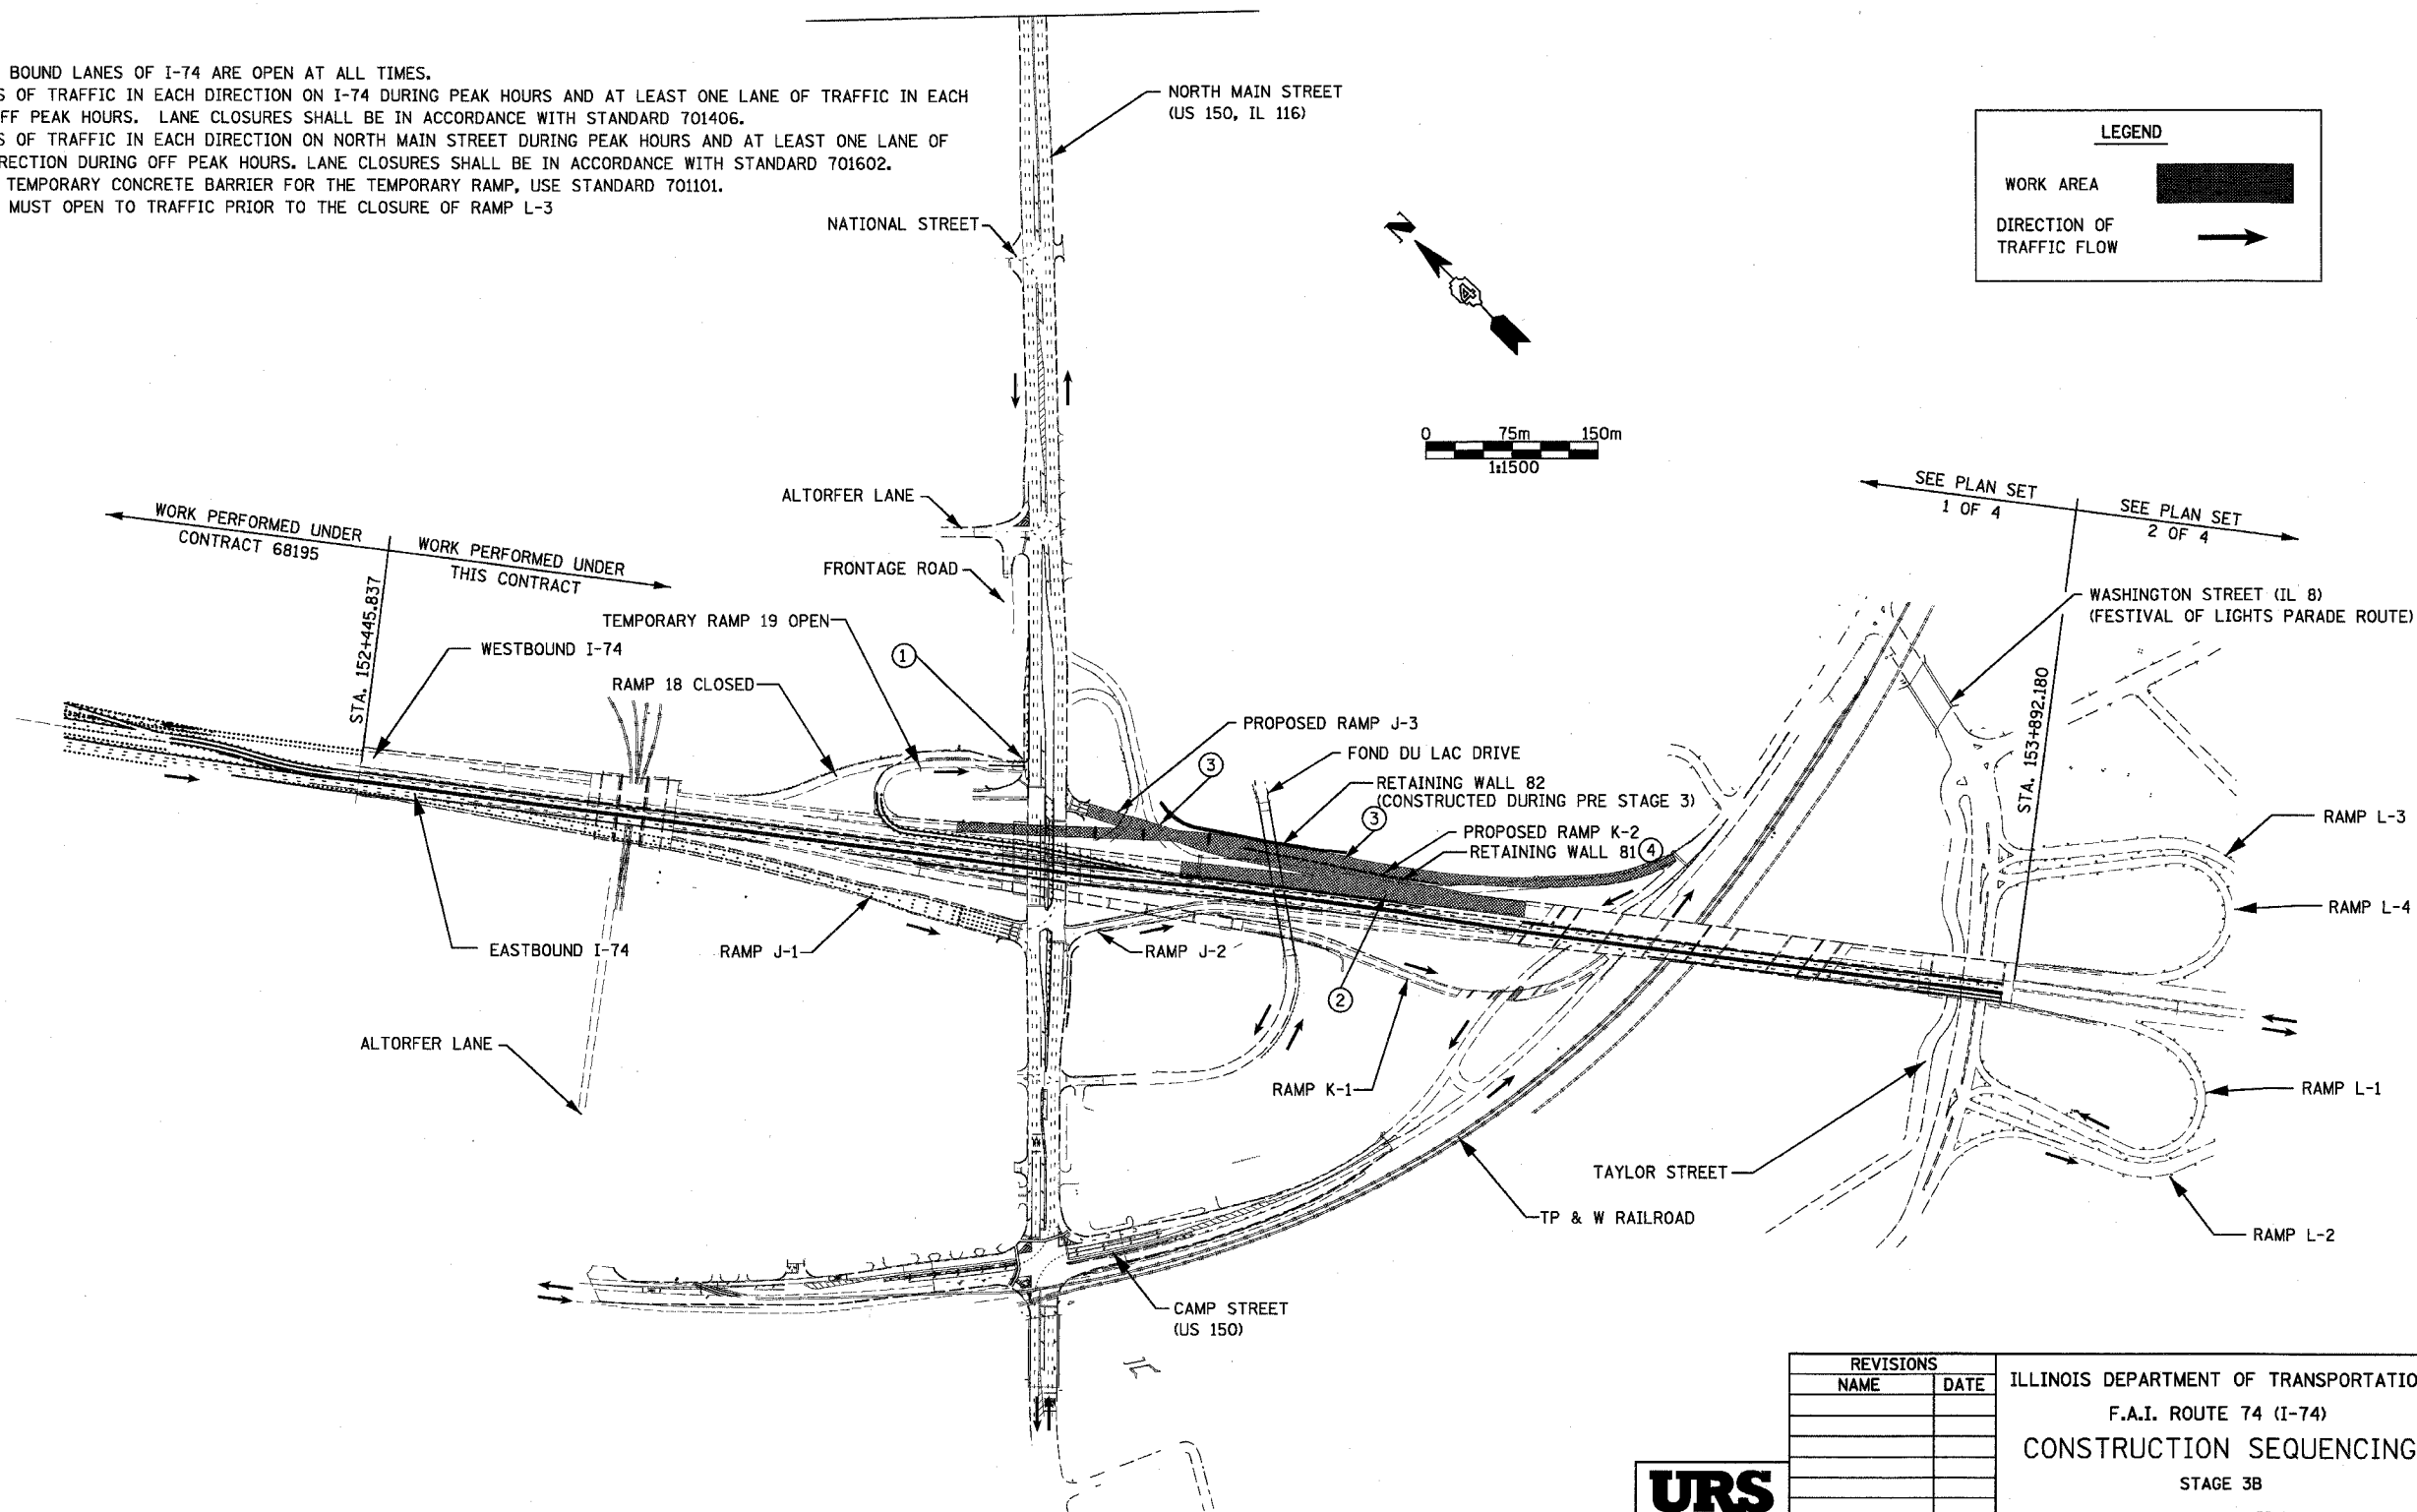 BOUND LANES OF I-74 ARE OPEN AT ALL TIMES.
S OF TRAFFIC IN EACH DIRECTION ON I-74 DURING PEAK HOURS AND AT LEAST ONE LANE OF TRAFFIC IN EACH
FF PEAK HOURS. LANE CLOSURES SHALL BE IN ACCORDANCE WITH STANDARD 701406.
S OF TRAFFIC IN EACH DIRECTION ON NORTH MAIN STREET DURING PEAK HOURS AND AT LEAST ONE LANE OF
RECTION DURING OFF PEAK HOURS. LANE CLOSURES SHALL BE IN ACCORDANCE WITH STANDARD 701602.
TEMPORARY CONCRETE BARRIER FOR THE TEMPORARY RAMP, USE STANDARD 701101.
MUST OPEN TO TRAFFIC PRIOR TO THE CLOSURE OF RAMP L-3
NORTH MAIN STREET
(US 150, IL 116)
LEGEND
WORK AREA
DIRECTION OF
TRAFFIC FLOW
NATIONAL STREET
N
4
0 75m 150m
1:1500
ALTORFER LANE
SEE PLAN SET
1 OF 4
SEE PLAN SET
2 OF 4
WORK PERFORMED UNDER
CONTRACT 68195
WORK PERFORMED UNDER
THIS CONTRACT
FRONTAGE ROAD
STA. 152+445.837
TEMPORARY RAMP 19 OPEN
WASHINGTON STREET (IL 8)
(FESTIVAL OF LIGHTS PARADE ROUTE)
WESTBOUND I-74
1
RAMP 18 CLOSED
STA. 153+892.180
PROPOSED RAMP J-3
FOND DU LAC DRIVE
3
RETAINING WALL 82
(CONSTRUCTED DURING PRE STAGE 3)
3
PROPOSED RAMP K-2
RETAINING WALL 81 4
RAMP L-3
RAMP L-4
EASTBOUND I-74
RAMP J-1
RAMP J-2
2
ALTORFER LANE
RAMP K-1
RAMP L-1
TAYLOR STREET
TP & W RAILROAD
RAMP L-2
CAMP STREET
(US 150)
REVISIONS
NAME DATE
ILLINOIS DEPARTMENT OF TRANSPORTATIO
F.A.I. ROUTE 74 (I-74)
CONSTRUCTION SEQUENCING
STAGE 3B
URS